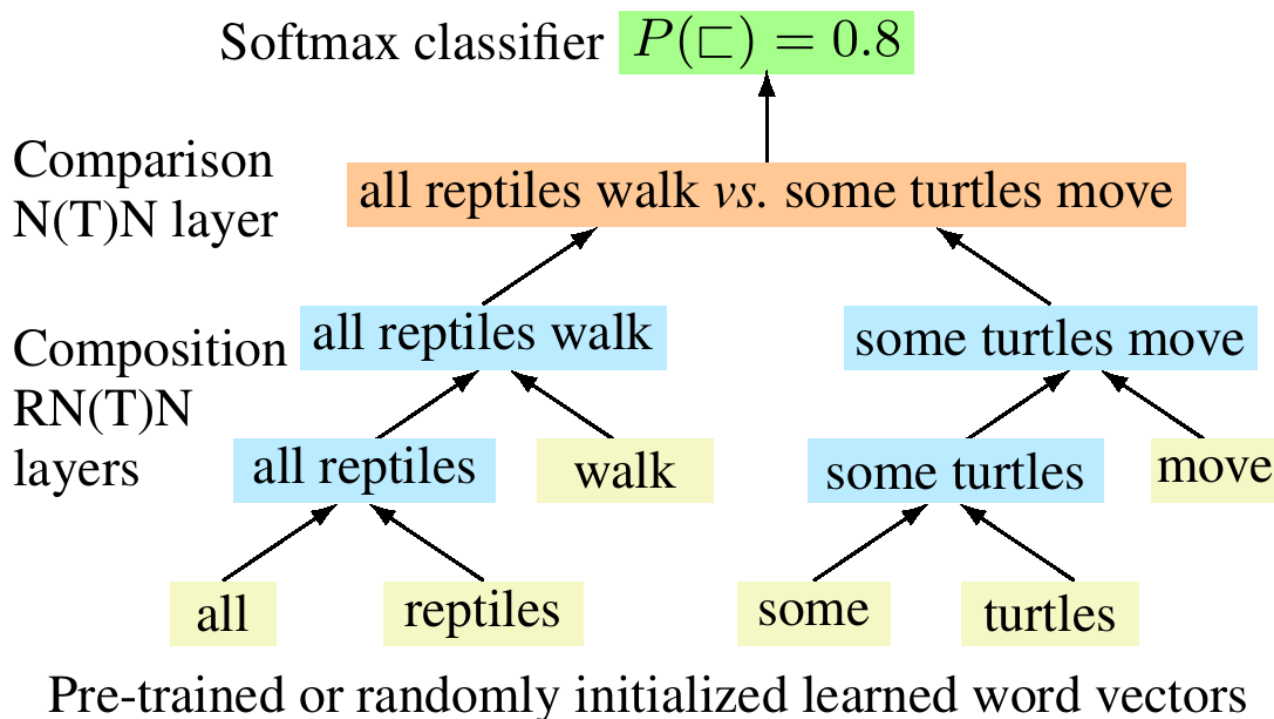 Softmax classifier P(⊏) = 0.8
Comparison
N(T)N layer
all reptiles walk vs. some turtles move
Composition
RN(T)N
layers
all reptiles walk
some turtles move
all reptiles
walk
some turtles
move
all
reptiles
some
turtles
Pre-trained or randomly initialized learned word vectors